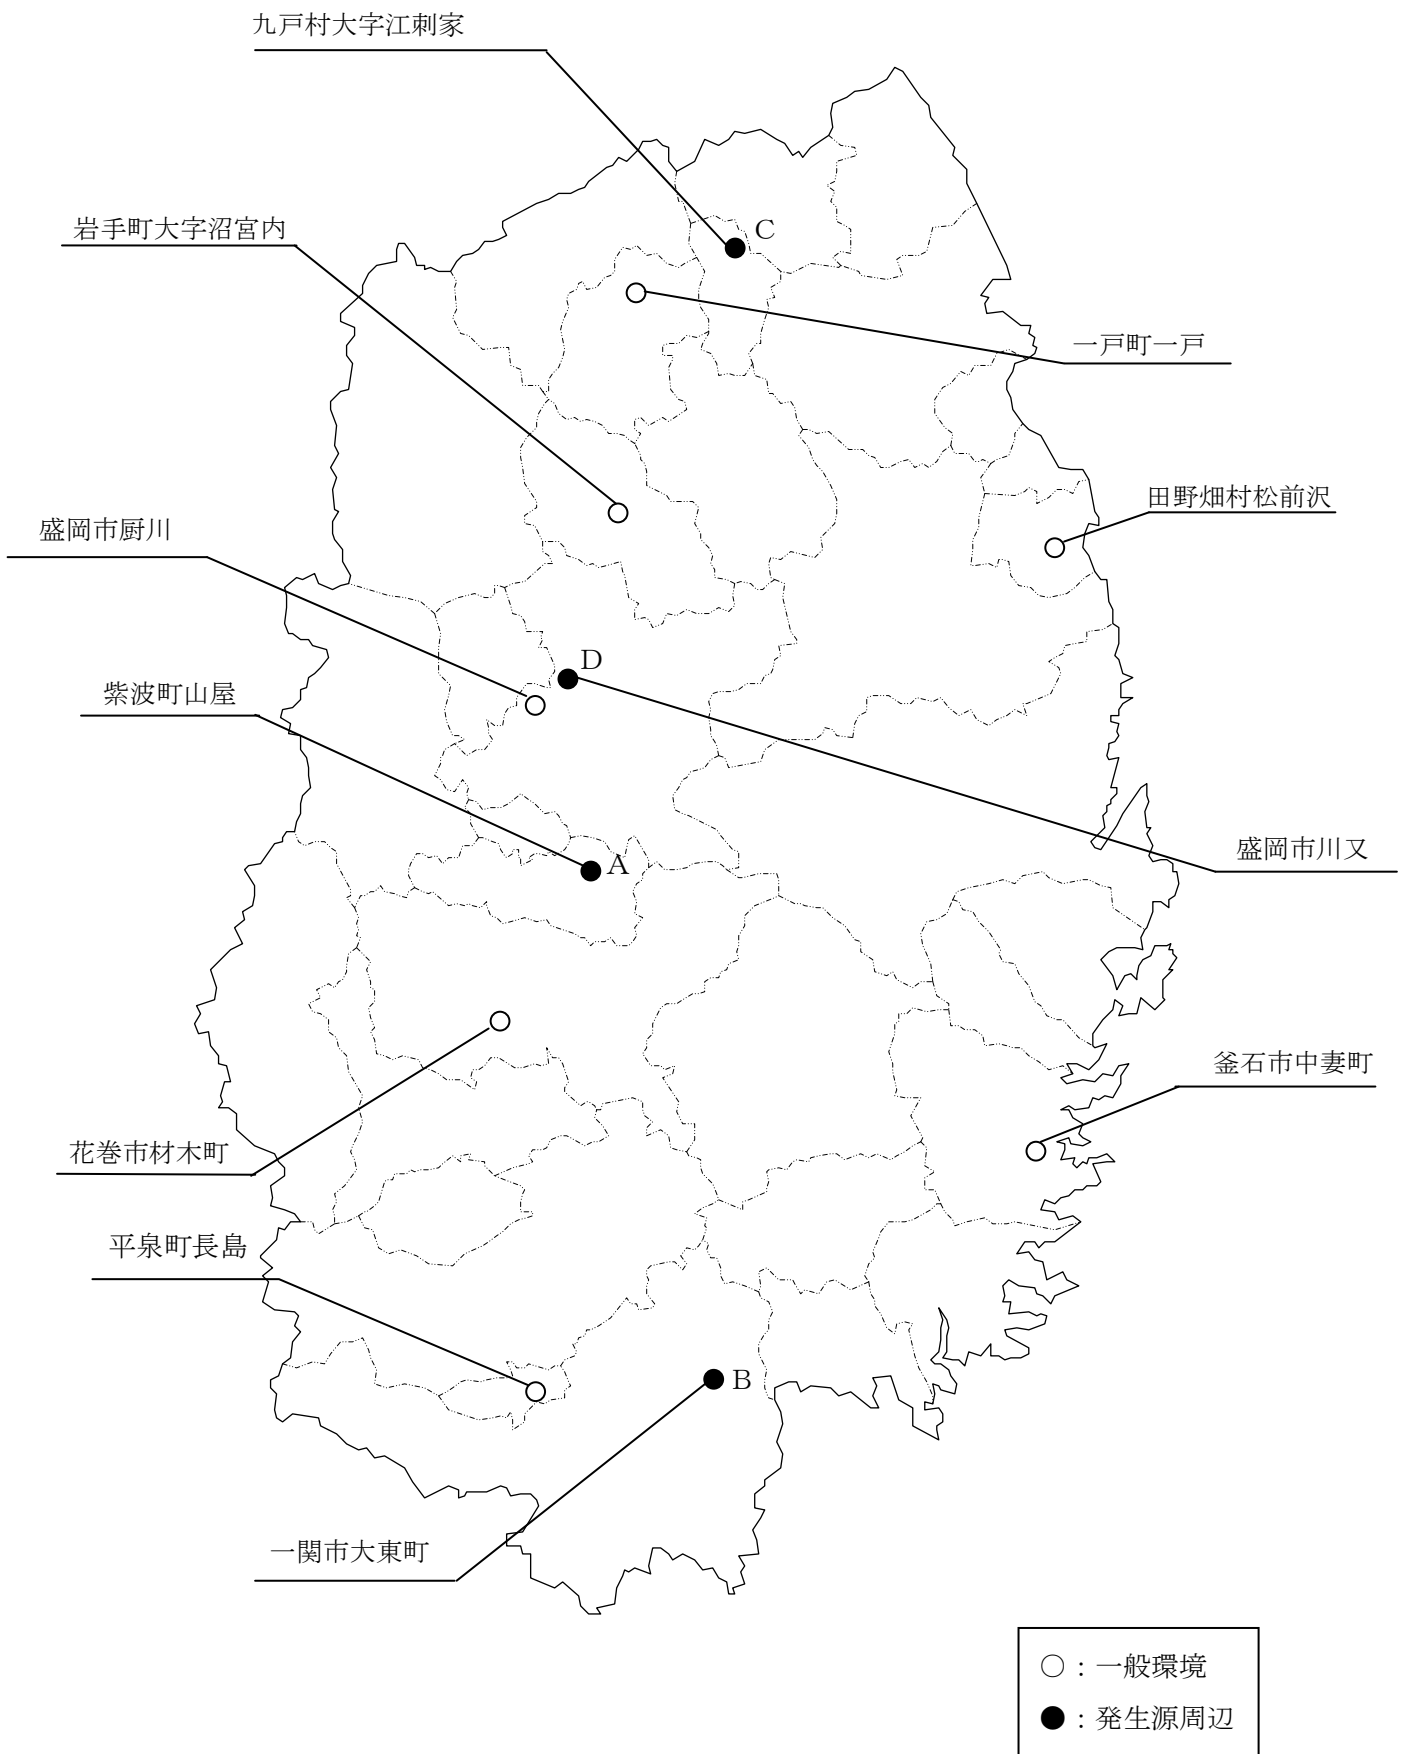 九戸村大字江刺家
C
岩手町大字沼宮内
一戸町一戸
田野畑村松前沢
盛岡市厨川
D
紫波町山屋
盛岡市川又
A
釜石市中妻町
花巻市材木町
平泉町長島
B
一関市大東町
○：一般環境
●：発生源周辺